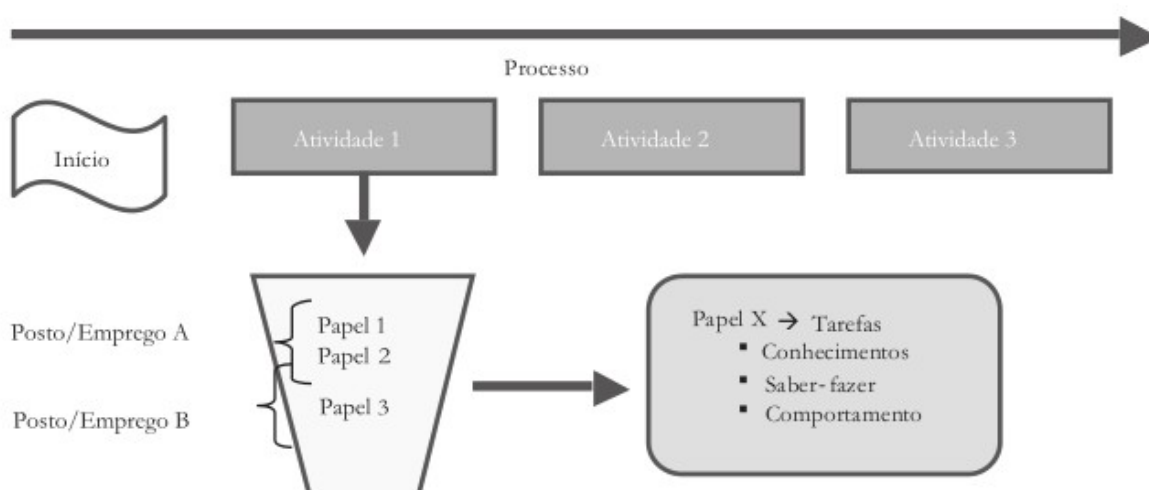 Processo
Início
Atividade 1
Atividade 2
Atividade 3
Posto/Emprego A
Posto/Emprego B
Papel 1
Papel 2
Papel 3
Papel X → Tarefas
▪ Conhecimentos
▪ Saber-fazer
▪ Comportamento